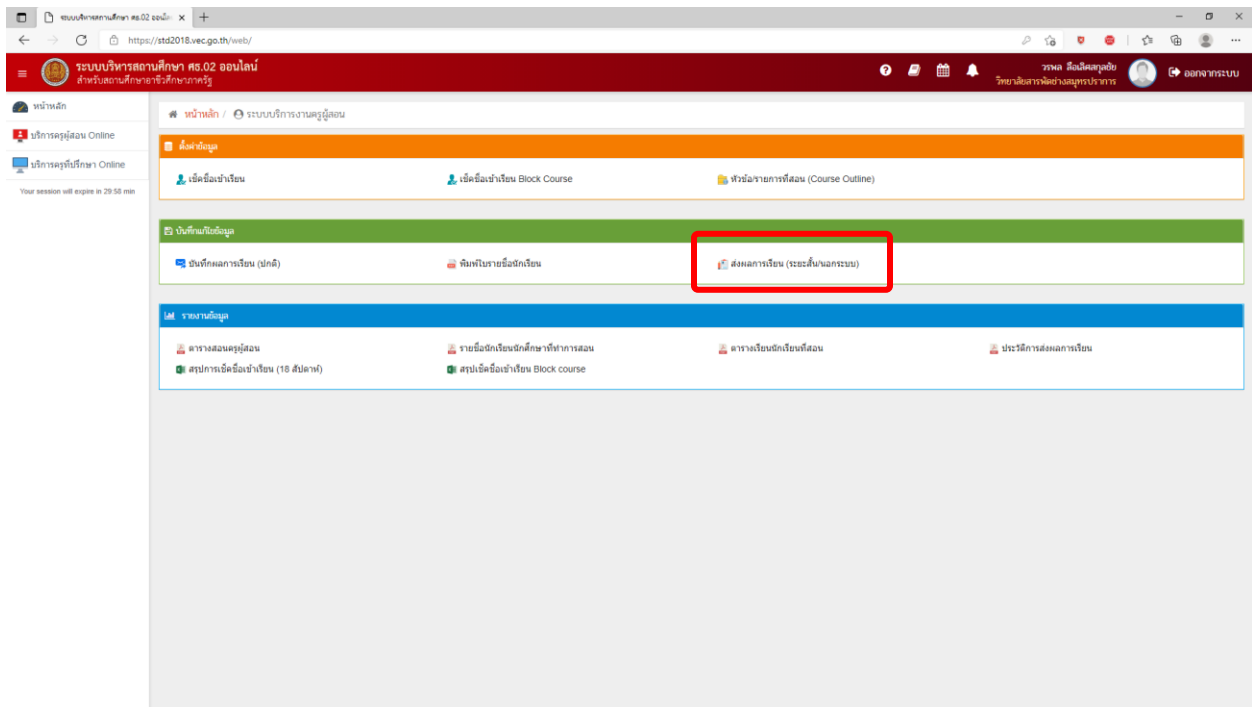 ระบบบริหารสถานศึกษา ศธ.02 ออนไลน์
https://std2018.vec.go.th/web/
ระบบบริหารสถานศึกษา ศธ.02 ออนไลน์
สำหรับสถานศึกษาอาชีวศึกษาภาครัฐ
วรพล ลือเลิศสกุลชัย
วิทยาลัยสารพัดช่างสมุทรปราการ
ออกจากระบบ
หน้าหลัก
บริการครูผู้สอน Online
บริการครูที่ปรึกษา Online
Your session will expire in 29:58 min
หน้าหลัก / ระบบบริการงานครูผู้สอน
ตั้งค่าข้อมูล
เช็คชื่อเข้าเรียน
เช็คชื่อเข้าเรียน Block Course
หัวข้อ/รายการที่สอน (Course Outline)
บันทึกแก้ไขข้อมูล
บันทึกผลการเรียน (ปกติ)
พิมพ์ใบรายชื่อนักเรียน
ส่งผลการเรียน (ระยะสั้น/นอกระบบ)
รายงานข้อมูล
ตารางสอนครูผู้สอน
รายชื่อนักเรียนนักศึกษาที่ทำการสอน
ตารางเรียนนักเรียนที่สอน
ประวัติการส่งผลการเรียน
สรุปการเช็คชื่อเข้าเรียน (18 สัปดาห์)
สรุปเช็คชื่อเข้าเรียน Block course